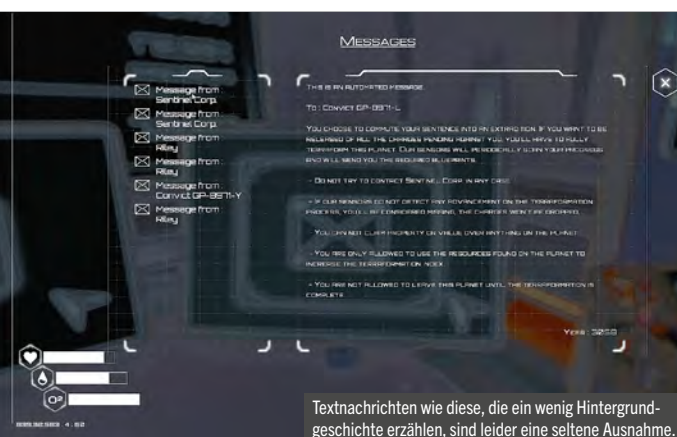 MESSAGES
Message from :
Sentinel Corp.
Message from :
Sentinel Corp.
Message from :
Riley
Message from :
Riley
Message from :
Convict GP-8971-Y
Message from :
Riley
THIS IS AN AUTOMATED MESSAGE.
TO : CONVICT GP-8971-L
YOU CHOOSE TO COMMUTE YOUR SENTENCE INTO AN EXTRADITION. IF YOU WANT TO BE
RELEASED OF ALL THE CHARGES PENDING AGAINST YOU, YOU'LL HAVE TO FULLY
TERRAFORM THIS PLANET. OUR SENSORS WILL PERIODICALLY SCAN YOUR PROGRESS
AND WILL SEND YOU THE REQUIRED BLUEPRINTS.
- DO NOT TRY TO CONTACT SENTINEL CORP IN ANY CASE
- IF OUR SENSORS DO NOT DETECT ANY ADVANCEMENT ON THE TERRAFORMATION
PROCESS, YOU'LL BE CONSIDERED MISSING, THE CHARGES WON'T BE DROPPED.
- YOU CAN NOT CLAIM PROPERTY OR VALUE OVER ANYTHING ON THE PLANET
- YOU ARE ONLY ALLOWED TO USE THE RESOURCES FOUND ON THE PLANET TO
INCREASE THE TERRAFORMATION INDEX
- YOU ARE NOT ALLOWED TO LEAVE THIS PLANET UNTIL THE TERRAFORMATION IS
COMPLETE
YEAR :
O²
Textnachrichten wie diese, die ein wenig Hintergrund-
geschichte erzählen, sind leider eine seltene Ausnahme.